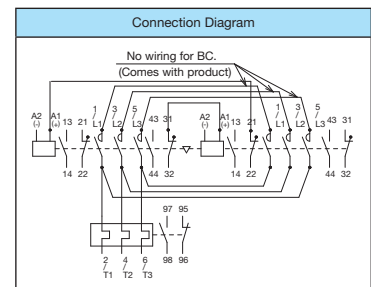 Connection Diagram
No wiring for BC.
(Comes with product)
A2 (-) A1 (+) 13 21 1/L1 3/L2 5/L3 43 31 A2 (-) A1 (+) 13 21 1/L1 3/L2 5/L3 43 31
14 22 44 32 14 22 44 32
97 95
2/T1 4/T2 6/T3 98 96